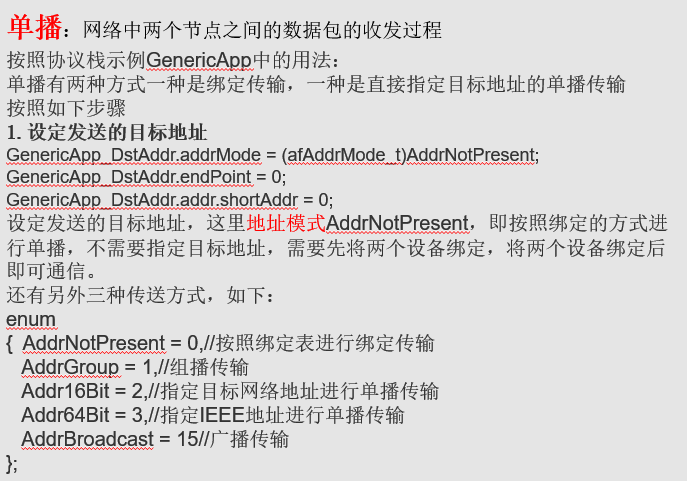 单播：网络中两个节点之间的数据包的收发过程
按照协议栈示例GenericApp中的用法：
单播有两种方式一种是绑定传输，一种是直接指定目标地址的单播传输
按照如下步骤
1. 设定发送的目标地址
GenericApp_DstAddr.addrMode = (afAddrMode_t)AddrNotPresent;
GenericApp_DstAddr.endPoint = 0;
GenericApp_DstAddr.addr.shortAddr = 0;
设定发送的目标地址，这里地址模式AddrNotPresent，即按照绑定的方式进
行单播，不需要指定目标地址，需要先将两个设备绑定，将两个设备绑定后
即可通信。
还有另外三种传送方式，如下：
enum
{ AddrNotPresent = 0,//按照绑定表进行绑定传输
AddrGroup = 1,//组播传输
Addr16Bit = 2,//指定目标网络地址进行单播传输
Addr64Bit = 3,//指定IEEE地址进行单播传输
AddrBroadcast = 15//广播传输
};